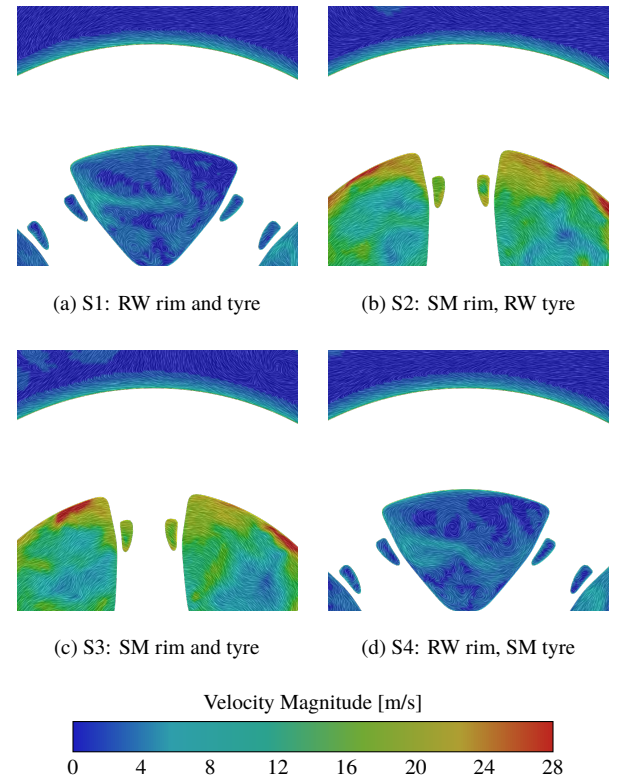 (a) S1: RW rim and tyre
(b) S2: SM rim, RW tyre
(c) S3: SM rim and tyre
(d) S4: RW rim, SM tyre
Velocity Magnitude [m/s]
0 4 8 12 16 20 24 28